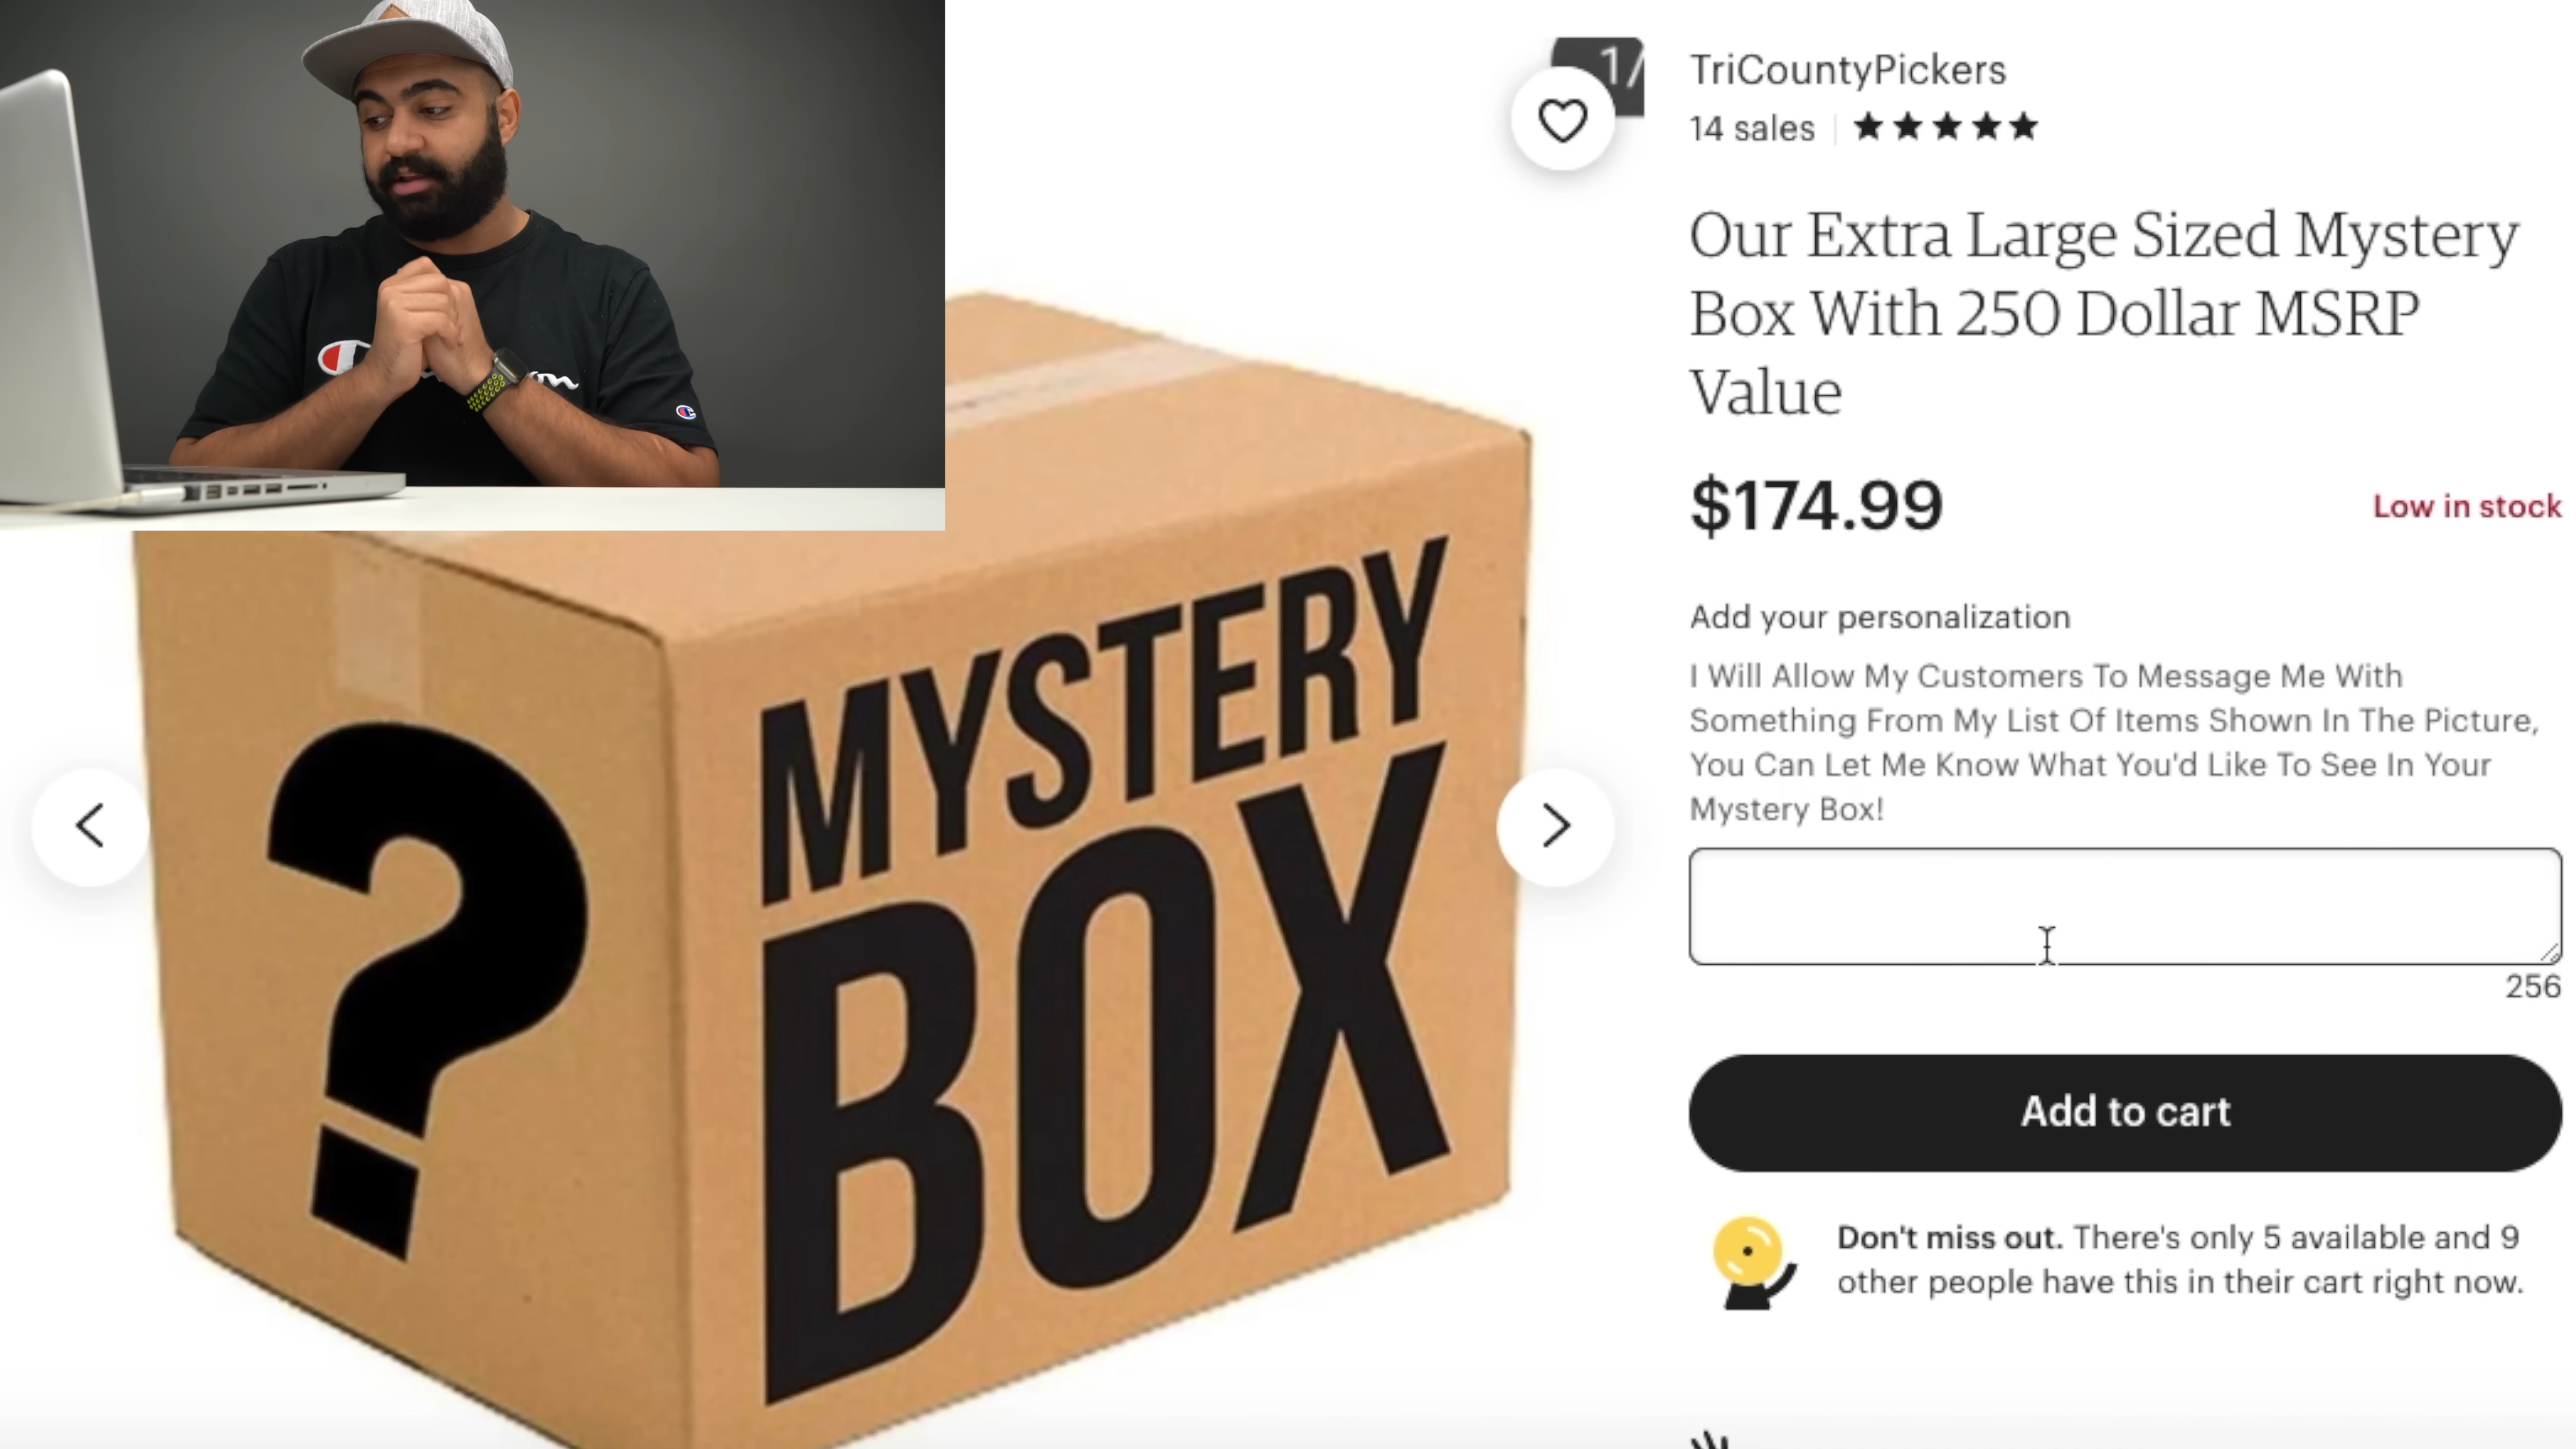 1/
TriCountyPickers
14 sales
Our Extra Large Sized Mystery
Box With 250 Dollar MSRP
Value
$174.99
Low in stock
Add your personalization
I Will Allow My Customers To Message Me With
Something From My List Of Items Shown In The Picture,
You Can Let Me Know What You'd Like To See In Your
Mystery Box!
256
Add to cart
Don't miss out. There's only 5 available and 9
other people have this in their cart right now.
?
MYSTERY
BOX